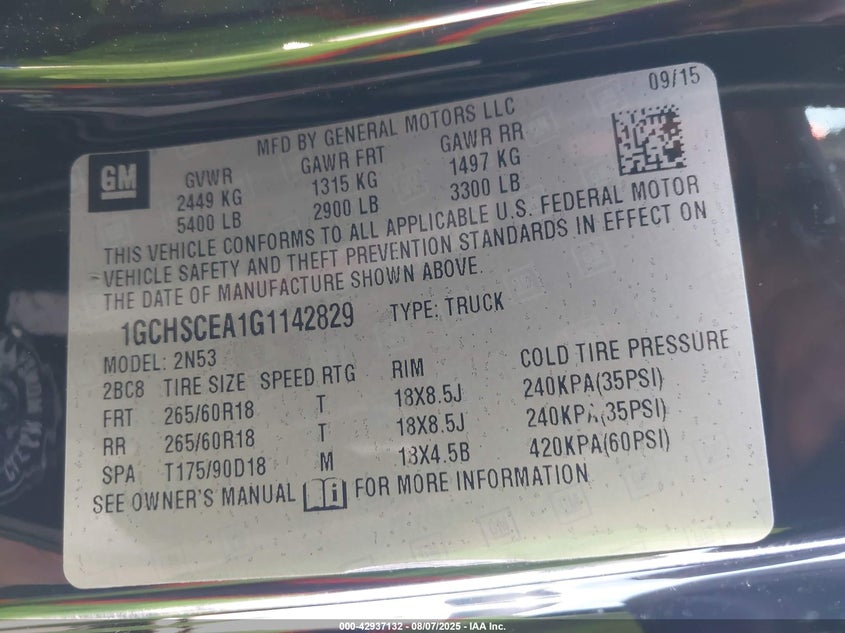 09/15
MFD BY GENERAL MOTORS LLC
GM
GVWR GAWR FRT GAWR RR
2449 KG 1315 KG 1497 KG
5400 LB 2900 LB 3300 LB
THIS VEHICLE CONFORMS TO ALL APPLICABLE U.S. FEDERAL MOTOR
VEHICLE SAFETY AND THEFT PREVENTION STANDARDS IN EFFECT ON
THE DATE OF MANUFACTURE SHOWN ABOVE.
1GCHSCEA1G1142829 TYPE: TRUCK
MODEL: 2N53
2BC8 TIRE SIZE SPEED RTG RIM COLD TIRE PRESSURE
FRT 265/60R18 T 18X8.5J 240KPA(35PSI)
RR 265/60R18 T 18X8.5J 240KPA(35PSI)
SPA T175/90D18 M 18X4.5B 420KPA(60PSI)
SEE OWNER'S MANUAL FOR MORE INFORMATION
000-42937132 - 08/07/2025 - IAA Inc.